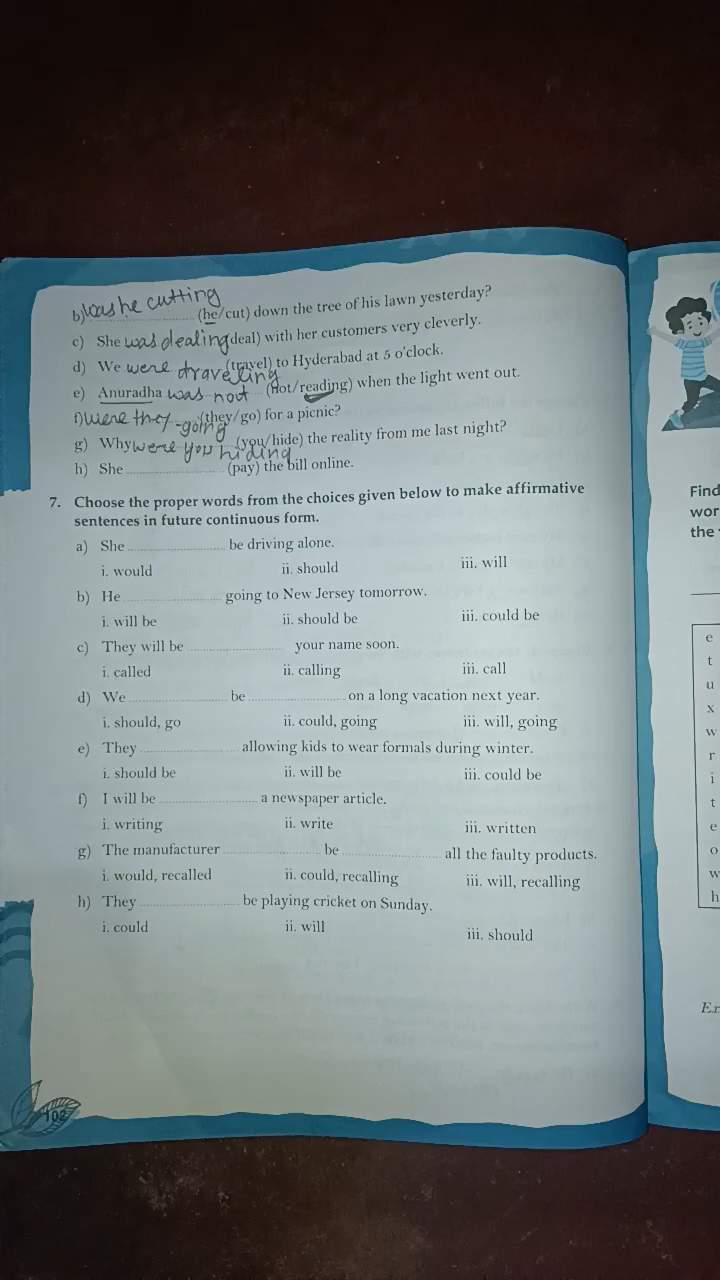 b) was he cutting (he/cut) down the tree of his lawn yesterday?
c) She was dealing (deal) with her customers very cleverly.
d) We were travelling (travel) to Hyderabad at 5 o'clock.
e) Anuradha was not (not/reading) when the light went out.
f) were they going (they/go) for a picnic?
g) Why were you hiding (you/hide) the reality from me last night?
h) She .......... (pay) the bill online.
7. Choose the proper words from the choices given below to make affirmative
sentences in future continuous form.
a) She .......... be driving alone.
i. would ii. should iii. will
b) He .......... going to New Jersey tomorrow.
i. will be ii. should be iii. could be
c) They will be .......... your name soon.
i. called ii. calling iii. call
d) We .......... be .......... on a long vacation next year.
i. should, go ii. could, going iii. will, going
e) They .......... allowing kids to wear formals during winter.
i. should be ii. will be iii. could be
f) I will be .......... a newspaper article.
i. writing ii. write iii. written
g) The manufacturer .......... be .......... all the faulty products.
i. would, recalled ii. could, recalling iii. will, recalling
h) They .......... be playing cricket on Sunday.
i. could ii. will iii. should
102
Find
wor
the
e
t
u
x
w
r
i
t
e
o
w
h